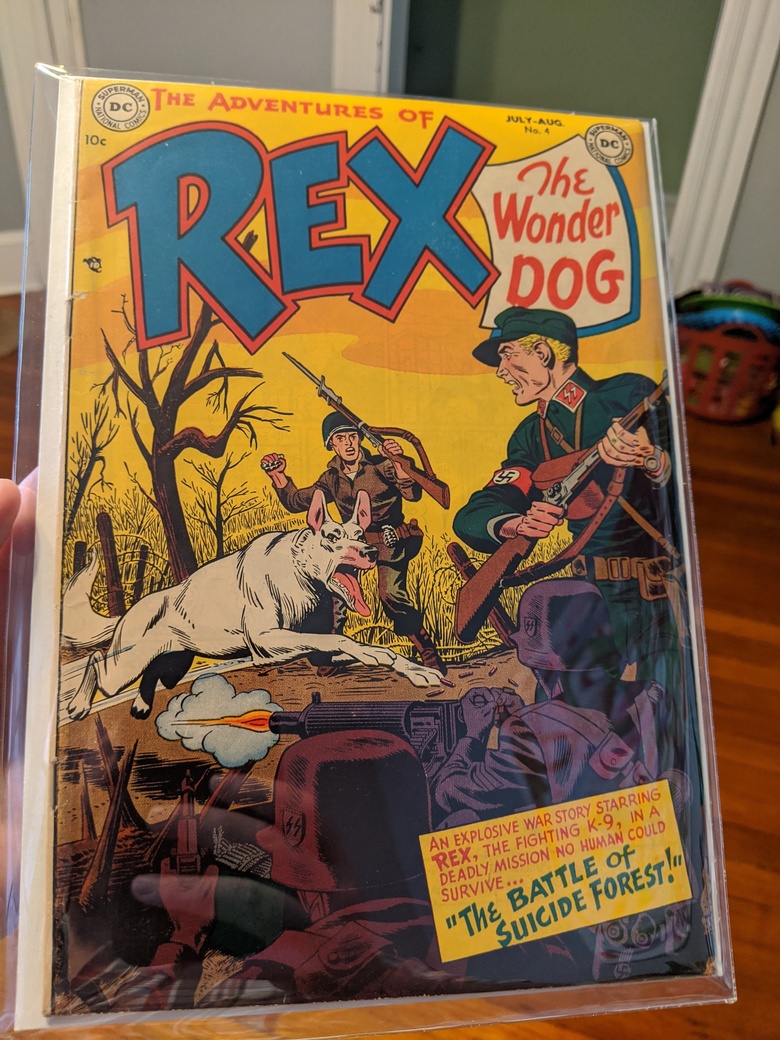 SUPERMAN
DC
NATIONAL COMICS
THE ADVENTURES OF
JULY-AUG.
No. 4
SUPERMAN
DC
NATIONAL COMICS
10c
REX
The
Wonder
DOG
AN EXPLOSIVE WAR STORY STARRING
REX, THE FIGHTING K-9, IN A
DEADLY MISSION NO HUMAN COULD
SURVIVE...
"THE BATTLE OF
SUICIDE FOREST!"